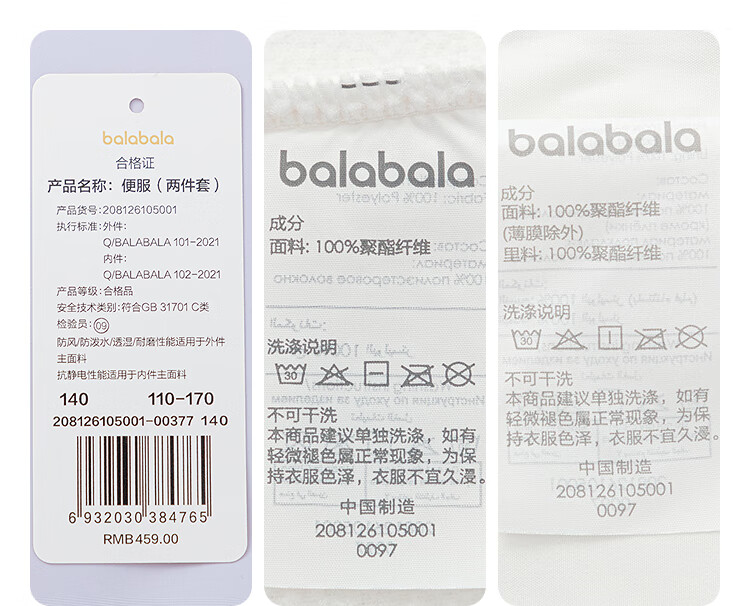 balabala
合格证
产品名称：便服（两件套）
产品货号:208126105001
执行标准:外件:
Q/BALABALA 101-2021
内件:
Q/BALABALA 102-2021
产品等级:合格品
安全技术类别:符合GB 31701 C类
检验员:09
防风/防泼水/透湿/耐磨性能适用于外件
主面料
抗静电性能适用于内件主面料
140 110-170
208126105001-00377 140
6 932030 384765
RMB459.00
balabala
成分
面料: 100%聚酯纤维
洗涤说明
30
不可干洗
本商品建议单独洗涤，如有
轻微褪色属正常现象，为保
持衣服色泽，衣服不宜久浸。
中国制造
208126105001
0097
balabala
成分
面料: 100%聚酯纤维
(薄膜除外)
里料: 100%聚酯纤维
洗涤说明
30
不可干洗
本商品建议单独洗涤，如有
轻微褪色属正常现象，为保
持衣服色泽，衣服不宜久浸。
中国制造
208126105001
0097